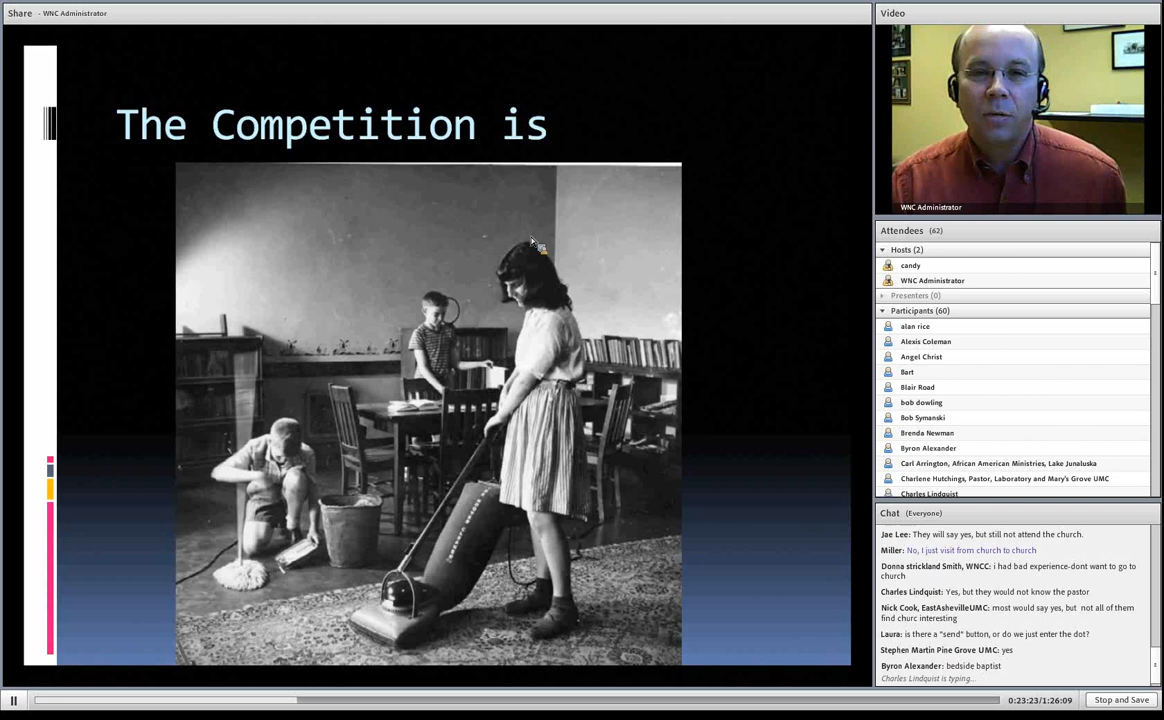 Share - WNC Administrator
The Competition is
Video
WNC Administrator
Attendees (62)
Hosts (2)
candy
WNC Administrator
Presenters (0)
Participants (60)
alan rice
Alexis Coleman
Angel Christ
Bart
Blair Road
bob dowling
Bob Symanski
Brenda Newman
Byron Alexander
Carl Arrington, African American Ministries, Lake Junaluska
Charlene Hutchings, Pastor, Laboratory and Mary's Grove UMC
Charles Lindquist
Chat (Everyone)
Jae Lee: They will say yes, but still not attend the church.
Miller: No, I just visit from church to church
Donna strickland Smith, WNCC: i had bad experience-dont want to go to
church
Charles Lindquist: Yes, but they would not know the pastor
Nick Cook, EastAshevilleUMC: most would say yes, but not all of them
find churc interesting
Laura: is there a "send" button, or do we just enter the dot?
Stephen Martin Pine Grove UMC: yes
Byron Alexander: bedside baptist
Charles Lindquist is typing...
0:23:23/1:26:09
Stop and Save